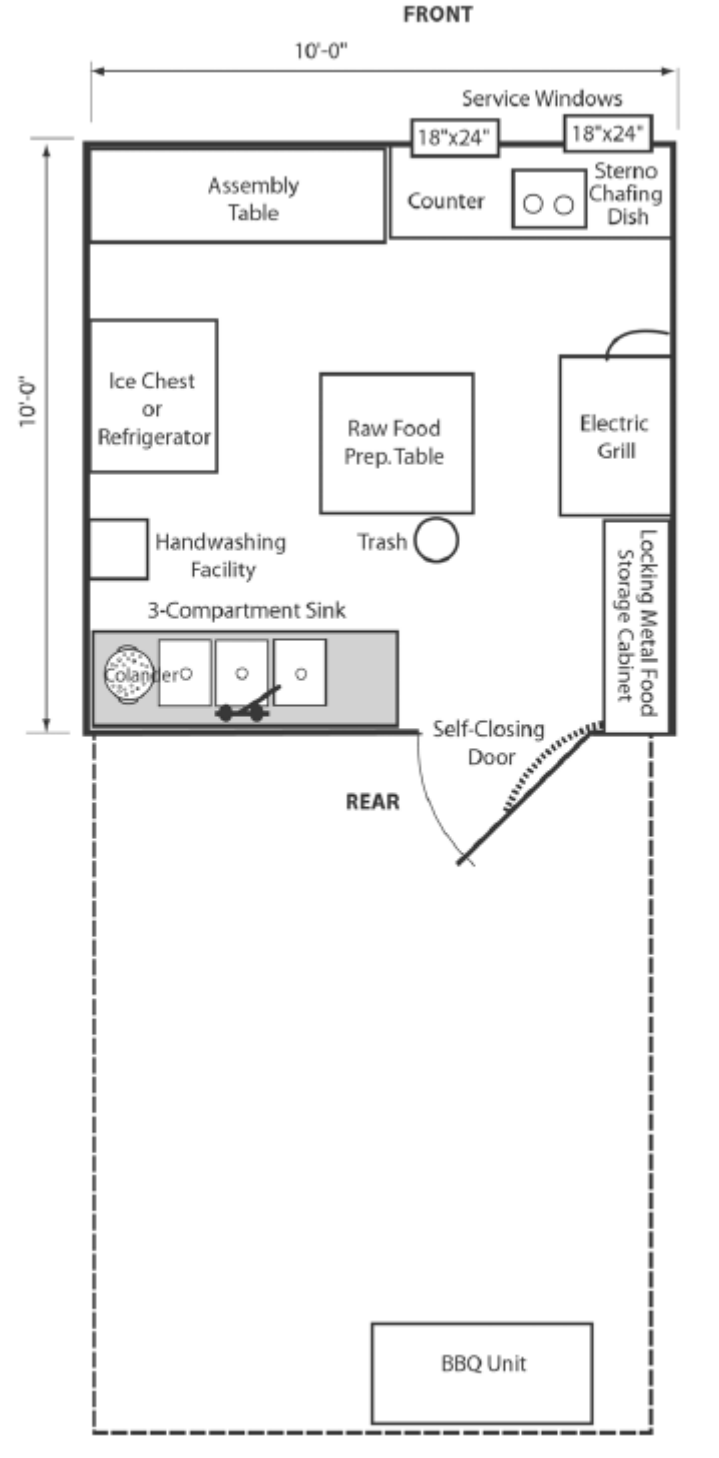 FRONT
10'-0"
Service Windows
18"x24"
18"x24"
Assembly
Table
Counter
Sterno
Chafing
Dish
10'-0"
Ice Chest
or
Refrigerator
Raw Food
Prep. Table
Electric
Grill
Handwashing
Facility
Trash
Locking Metal Food
Storage Cabinet
3-Compartment Sink
Colander
Self-Closing
Door
REAR
BBQ Unit